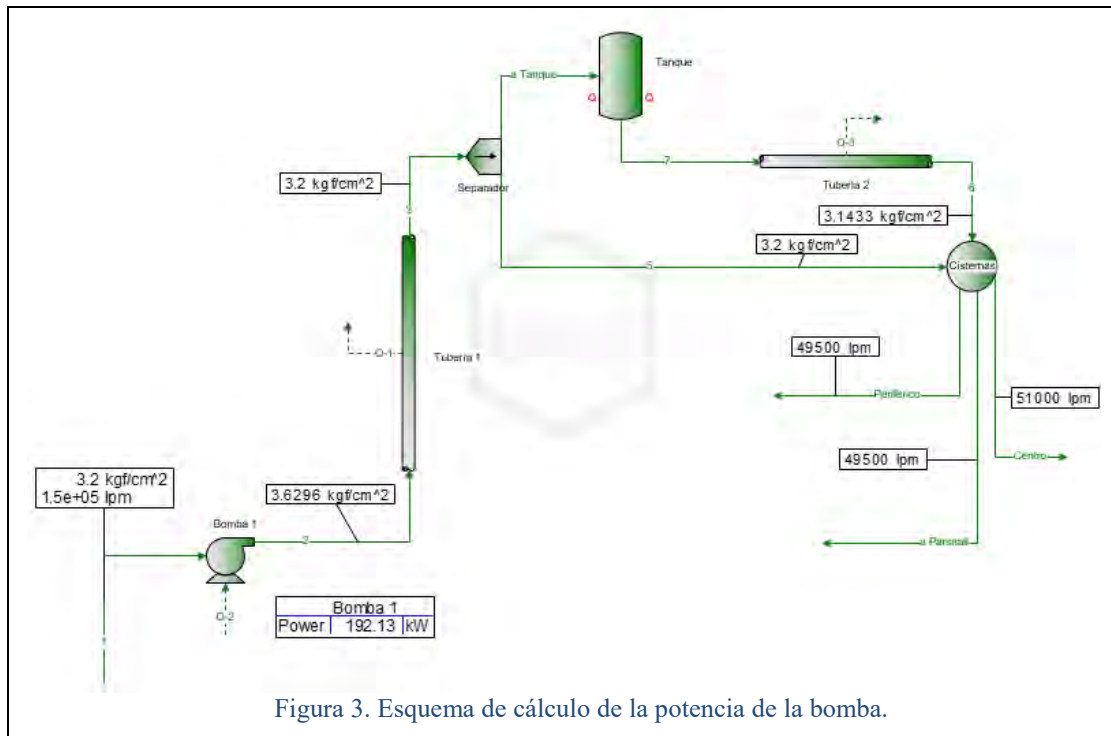 a Tanque
Tanque
Q-3
7
Tubería 2
6
3.2 kgf/cm^2
Separador
3.1433 kgf/cm^2
3.2 kgf/cm^2
5
Cisternas
Q-1
Tubería 1
49500 lpm
Periferico
51000 lpm
49500 lpm
Centro
3.2 kgf/cm^2
1.5e+05 lpm
3.6296 kgf/cm^2
Bomba 1
2
a Parsmall
Q-2
Bomba 1
Power 192.13 kW
1
Figura 3. Esquema de cálculo de la potencia de la bomba.